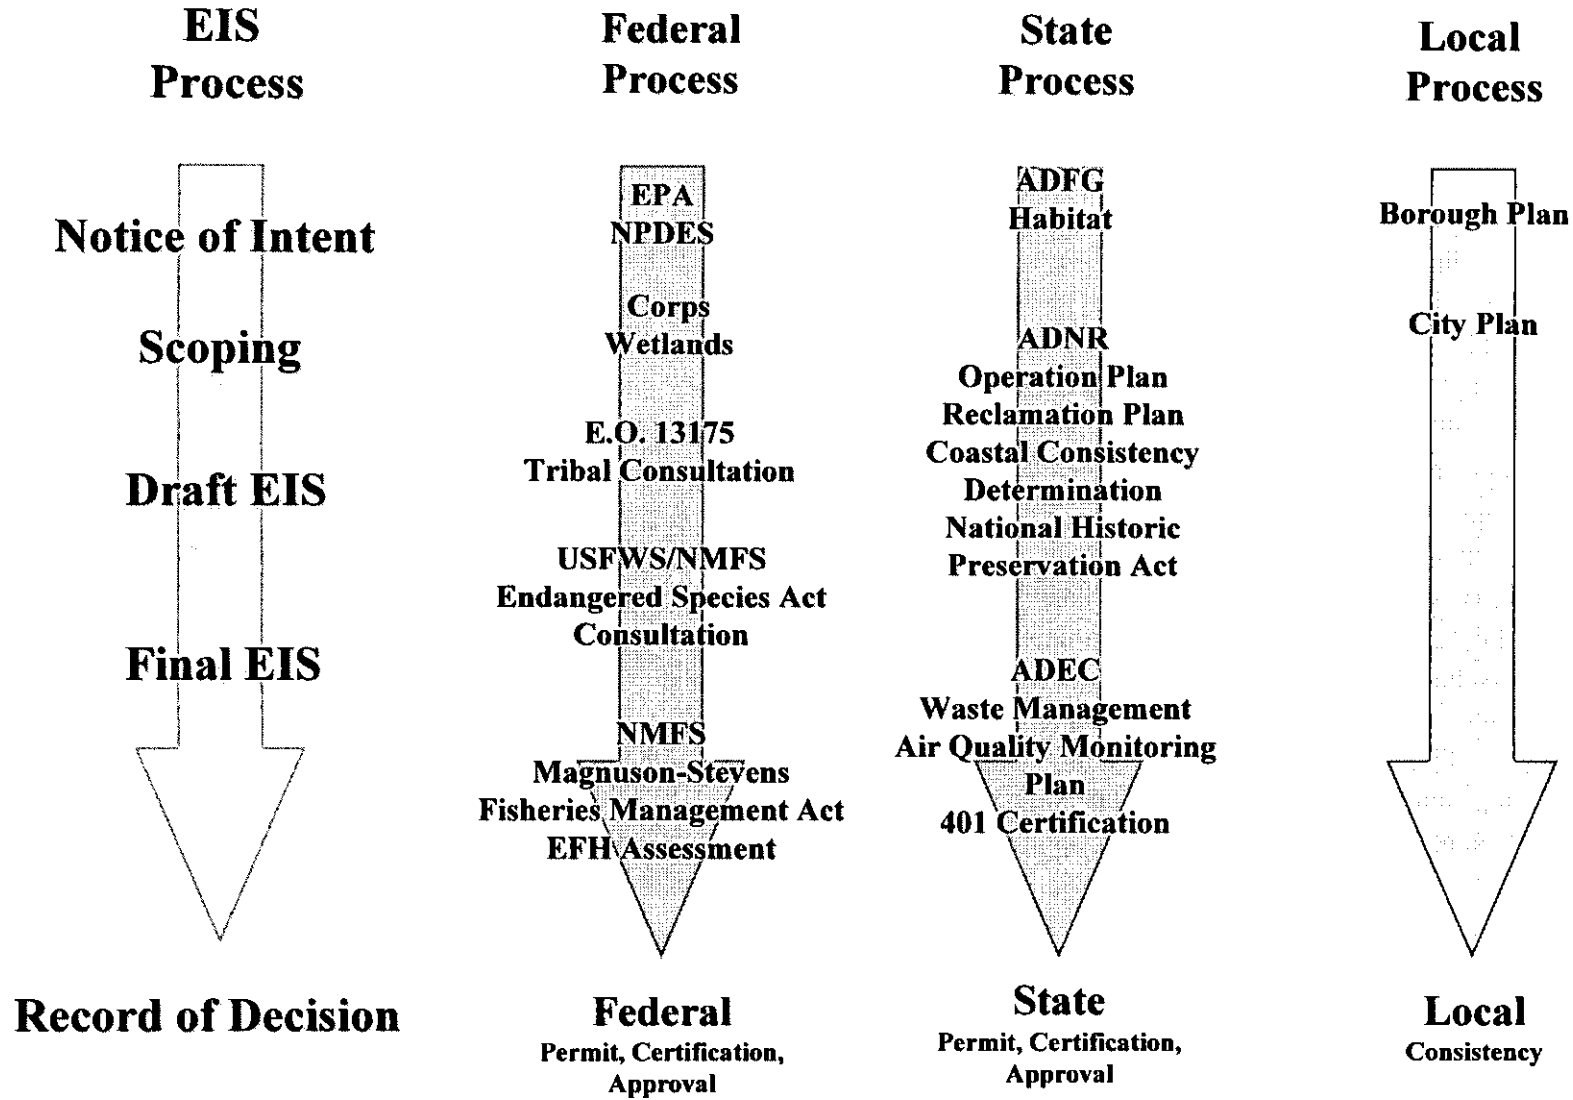 EIS
Process
Notice of Intent
Scoping
Draft EIS
Final EIS
Record of Decision
Federal
Process
EPA
NPDES
Corps
Wetlands
E.O. 13175
Tribal Consultation
USFWS/NMFS
Endangered Species Act
Consultation
NMFS
Magnuson-Stevens
Fisheries Management Act
EFH Assessment
Federal
Permit, Certification,
Approval
State
Process
ADFG
Habitat
ADNR
Operation Plan
Reclamation Plan
Coastal Consistency
Determination
National Historic
Preservation Act
ADEC
Waste Management
Air Quality Monitoring
Plan
401 Certification
State
Permit, Certification,
Approval
Local
Process
Borough Plan
City Plan
Local
Consistency